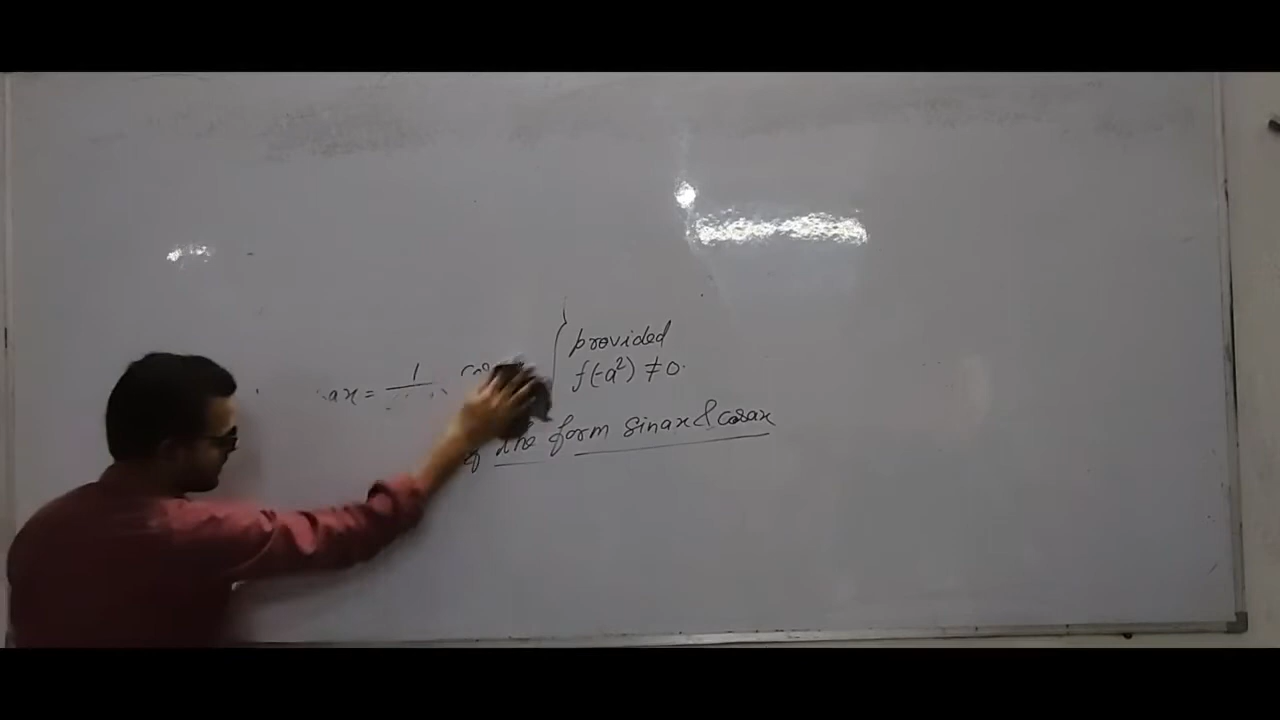 provided
ax = 1
f(-a²) ≠ 0.
of the form sinax & cosax